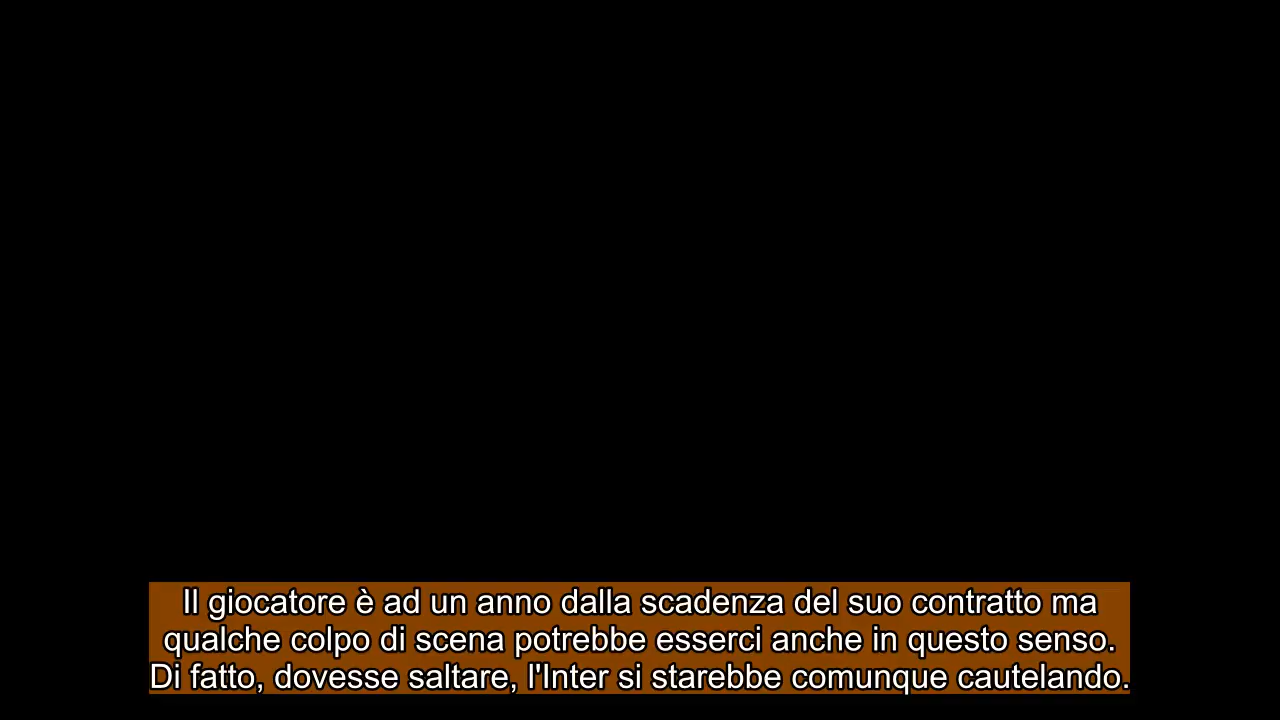 Il giocatore è ad un anno dalla scadenza del suo contratto ma
qualche colpo di scena potrebbe esserci anche in questo senso.
Di fatto, dovesse saltare, l'Inter si starebbe comunque cautelando.